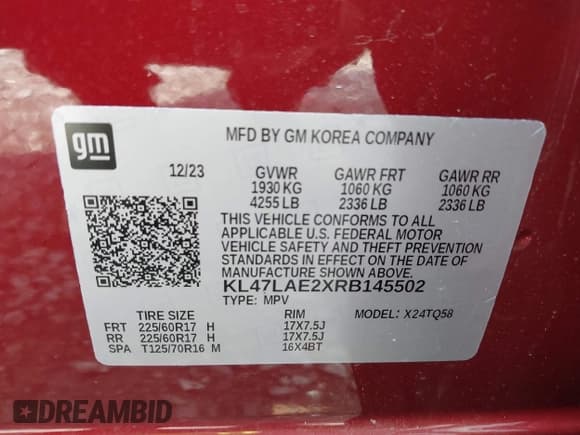 gm
MFD BY GM KOREA COMPANY
12/23 GVWR GAWR FRT GAWR RR
1930 KG 1060 KG 1060 KG
4255 LB 2336 LB 2336 LB
THIS VEHICLE CONFORMS TO ALL
APPLICABLE U.S. FEDERAL MOTOR
VEHICLE SAFETY AND THEFT PREVENTION
STANDARDS IN EFFECT ON THE DATE OF
MANUFACTURE SHOWN ABOVE.
KL47LAE2XRB145502
TYPE: MPV
TIRE SIZE RIM MODEL: X24TQ58
FRT 225/60R17 H 17X7.5J
RR 225/60R17 H 17X7.5J
SPA T125/70R16 M 16X4BT
DREAMBID